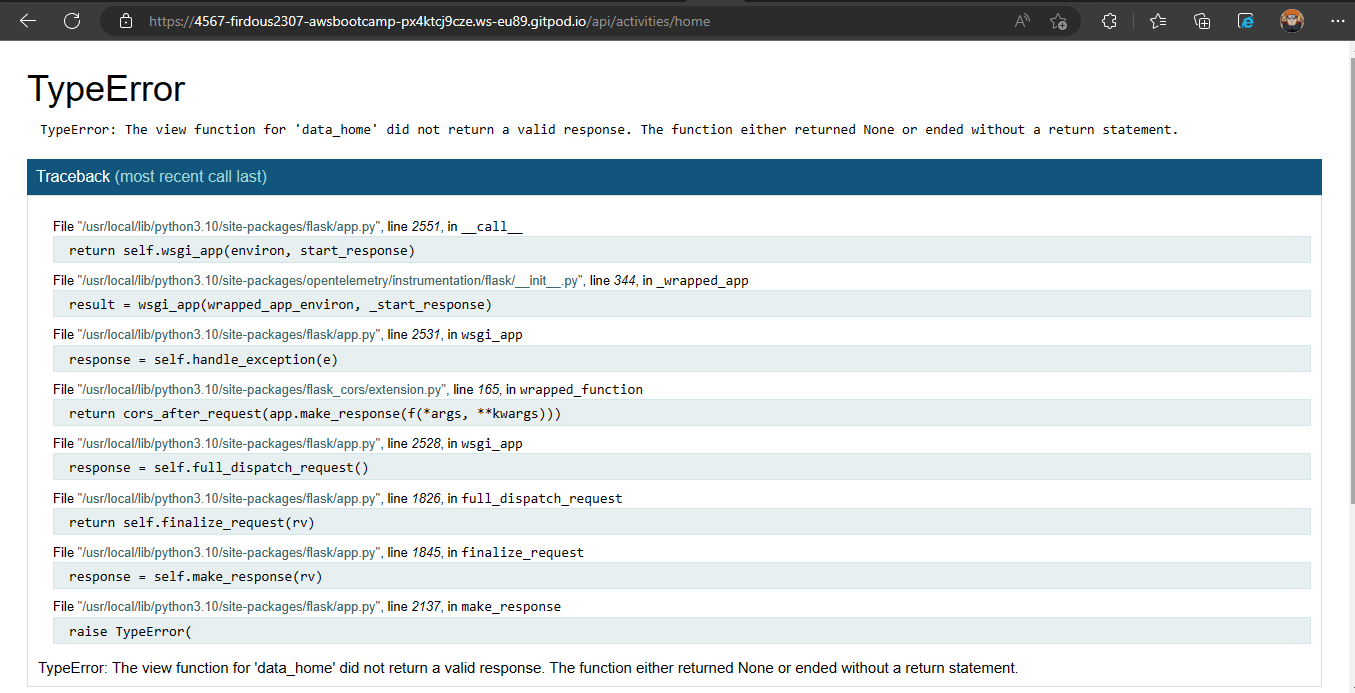 https://4567-firdous2307-awsbootcamp-px4ktcj9cze.ws-eu89.gitpod.io/api/activities/home
TypeError
TypeError: The view function for 'data_home' did not return a valid response. The function either returned None or ended without a return statement.
Traceback (most recent call last)
File "/usr/local/lib/python3.10/site-packages/flask/app.py", line 2551, in __call__
return self.wsgi_app(environ, start_response)
File "/usr/local/lib/python3.10/site-packages/opentelemetry/instrumentation/flask/__init__.py", line 344, in _wrapped_app
result = wsgi_app(wrapped_app_environ, _start_response)
File "/usr/local/lib/python3.10/site-packages/flask/app.py", line 2531, in wsgi_app
response = self.handle_exception(e)
File "/usr/local/lib/python3.10/site-packages/flask_cors/extension.py", line 165, in wrapped_function
return cors_after_request(app.make_response(f(*args, **kwargs)))
File "/usr/local/lib/python3.10/site-packages/flask/app.py", line 2528, in wsgi_app
response = self.full_dispatch_request()
File "/usr/local/lib/python3.10/site-packages/flask/app.py", line 1826, in full_dispatch_request
return self.finalize_request(rv)
File "/usr/local/lib/python3.10/site-packages/flask/app.py", line 1845, in finalize_request
response = self.make_response(rv)
File "/usr/local/lib/python3.10/site-packages/flask/app.py", line 2137, in make_response
raise TypeError(
TypeError: The view function for 'data_home' did not return a valid response. The function either returned None or ended without a return statement.